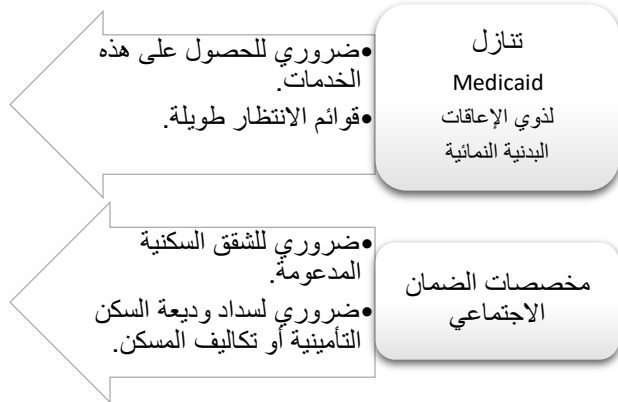 تنازل
Medicaid
لذوي الإعاقات
البدنية النمائية
•ضروري للحصول على هذه
الخدمات.
•قوائم الانتظار طويلة.
مخصصات الضمان
الاجتماعي
•ضروري للشقق السكنية
المدعومة.
•ضروري لسداد وديعة السكن
التأمينية أو تكاليف المسكن.